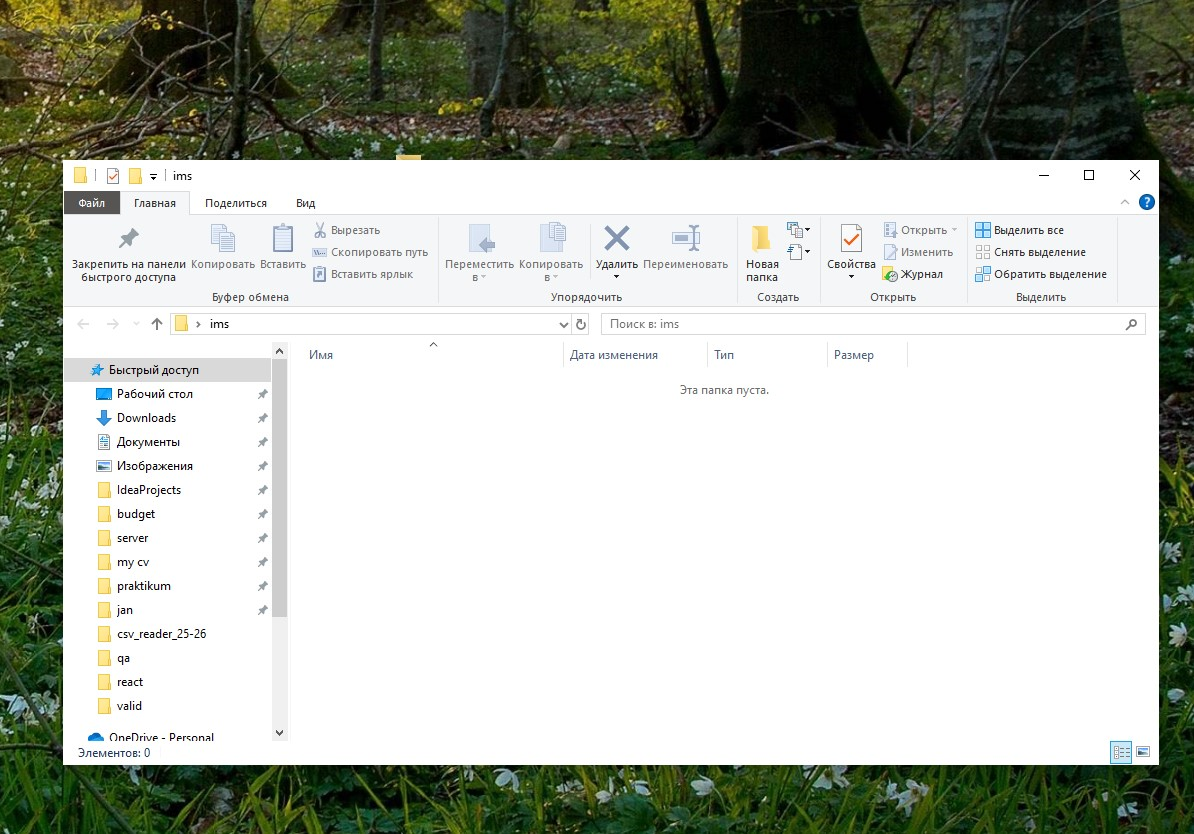 ims
Файл Главная Поделиться Вид
Закрепить на панели быстрого доступа
Копировать
Вставить
Вырезать
Скопировать путь
Вставить ярлык
Буфер обмена
Переместить в
Копировать в
Удалить
Переименовать
Упорядочить
Новая папка
Создать
Свойства
Открыть
Изменить
Журнал
Открыть
Выделить все
Снять выделение
Обратить выделение
Выделить
ims
Поиск в: ims
Быстрый доступ
Рабочий стол
Downloads
Документы
Изображения
IdeaProjects
budget
server
my cv
praktikum
jan
csv_reader_25-26
qa
react
valid
OneDrive - Personal
Имя Дата изменения Тип Размер
Эта папка пуста.
Элементов: 0